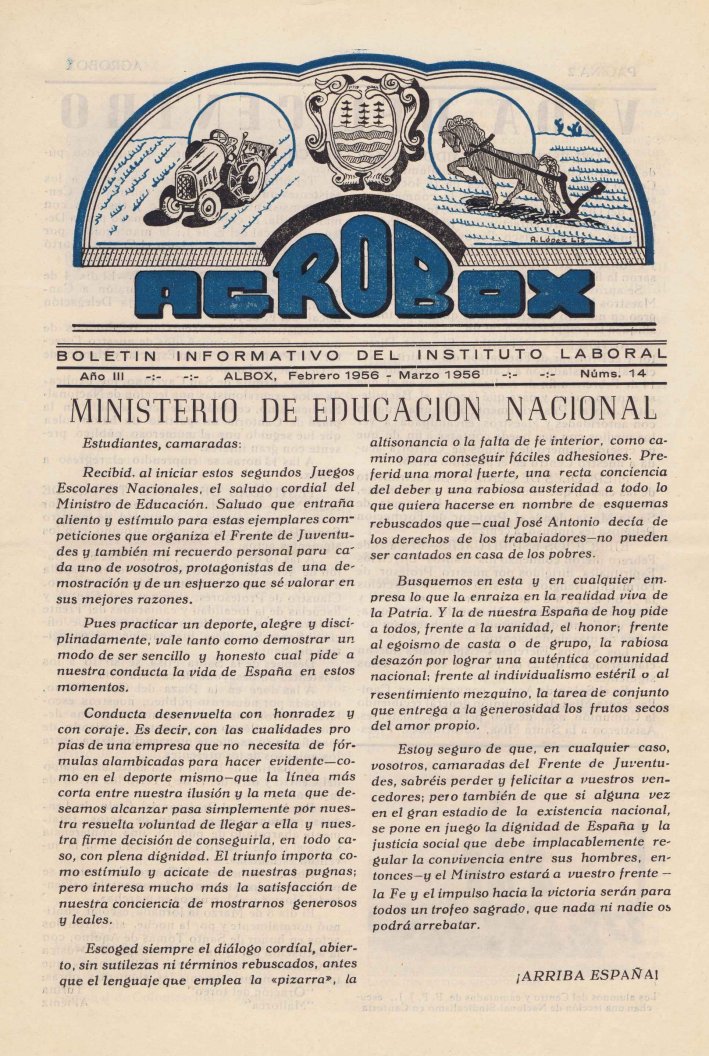 A. López Lis
AGROBOX
BOLETIN INFORMATIVO DEL INSTITUTO LABORAL
Año III -:- -:- ALBOX, Febrero 1956 - Marzo 1956 -:- -:- Núms. 14
MINISTERIO DE EDUCACION NACIONAL
Estudiantes, camaradas:
Recibid. al iniciar estos segundos Juegos
Escolares Nacionales, el saludo cordial del
Ministro de Educación. Saludo que entraña
aliento y estímulo para estas ejemplares com-
peticiones que organiza el Frente de Juventu-
des y también mi recuerdo personal para ca-
da uno de vosotros, protagonistas de una de-
mostración y de un esfuerzo que sé valorar en
sus mejores razones.
Pues practicar un deporte, alegre y disci-
plinadamente, vale tanto como demostrar un
modo de ser sencillo y honesto cual pide a
nuestra conducta la vida de España en estos
momentos.
Conducta desenvuelta con honradez y
con coraje. Es decir, con las cualidades pro
pias de una empresa que no necesita de fór-
mulas alambicadas para hacer evidente—co-
mo en el deporte mismo—que la línea más
corta entre nuestra ilusión y la meta que de-
seamos alcanzar pasa simplemente por nues-
tra resuelta voluntad de llegar a ella y nues-
tra firme decisión de conseguirla, en todo ca-
so, con plena dignidad. El triunfo importa co-
mo estímulo y acicate de nuestras pugnas;
pero interesa mucho más la satisfacción de
nuestra conciencia de mostrarnos generosos
y leales.
Escoged siempre el diálogo cordial, abier-
to, sin sutilezas ni términos rebuscados, antes
que el lenguaje que emplea la «pizarra», la
altisonancia o la falta de fe interior, como ca-
mino para conseguir fáciles adhesiones. Pre-
ferid una moral fuerte, una recta conciencia
del deber y una rabiosa austeridad a todo lo
que quiera hacerse en nombre de esquemas
rebuscados que—cual José Antonio decía de
los derechos de los trabajadores—no pueden
ser cantados en casa de los pobres.
Busquemos en esta y en cualquier em-
presa lo que la enraiza en la realidad viva de
la Patria. Y la de nuestra España de hoy pide
a todos, frente a la vanidad, el honor; frente
al egoismo de casta o de grupo, la rabiosa
desazón por lograr una auténtica comunidad
nacional; frente al individualismo estéril o al
resentimiento mezquino, la tarea de conjunto
que entrega a la generosidad los frutos secos
del amor propio.
Estoy seguro de que, en cualquier caso,
vosotros, camaradas del Frente de Juventu-
des, sabréis perder y felicitar a vuestros ven-
cedores; pero también de que si alguna vez
en el gran estadio de la existencia nacional,
se pone en juego la dignidad de España y la
justicia social que debe implacablemente re-
gular la convivencia entre sus hombres, en-
tonces—y el Ministro estará a vuestro frente—
la Fe y el impulso hacia la victoria serán para
todos un trofeo sagrado, que nada ni nadie os
podrá arrebatar.
¡ARRIBA ESPAÑA!